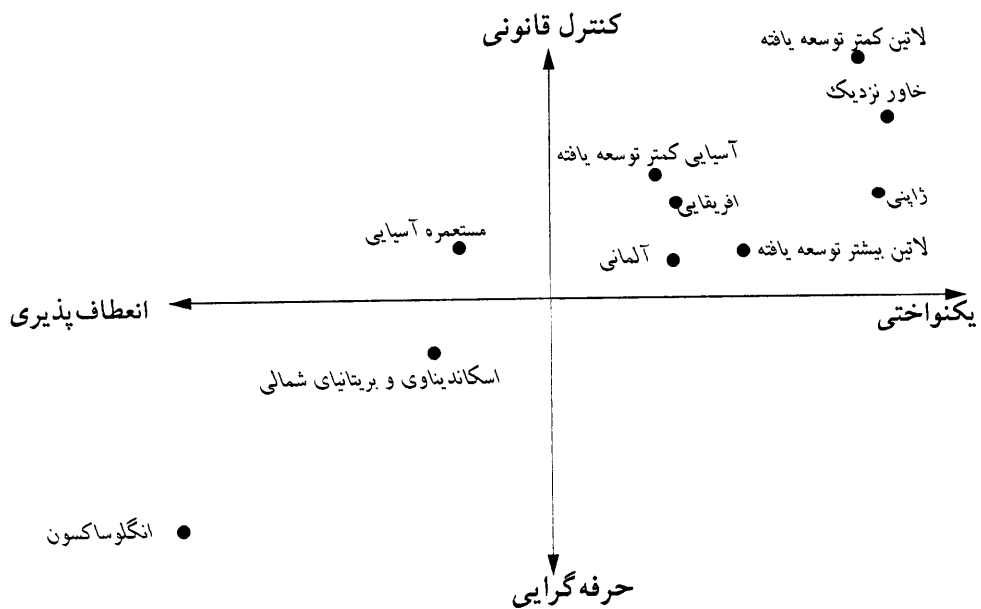 کنترل قانونی
لاتین کمتر توسعه یافته
خاور نزدیک
آسیایی کمتر توسعه یافته
ژاپنی
افریقایی
مستعمره آسیایی
لاتین بیشتر توسعه یافته
آلمانی
یکنواختی
انعطاف‌پذیری
اسکاندیناوی و بریتانیای شمالی
انگلوساکسون
حرفه‌گرایی